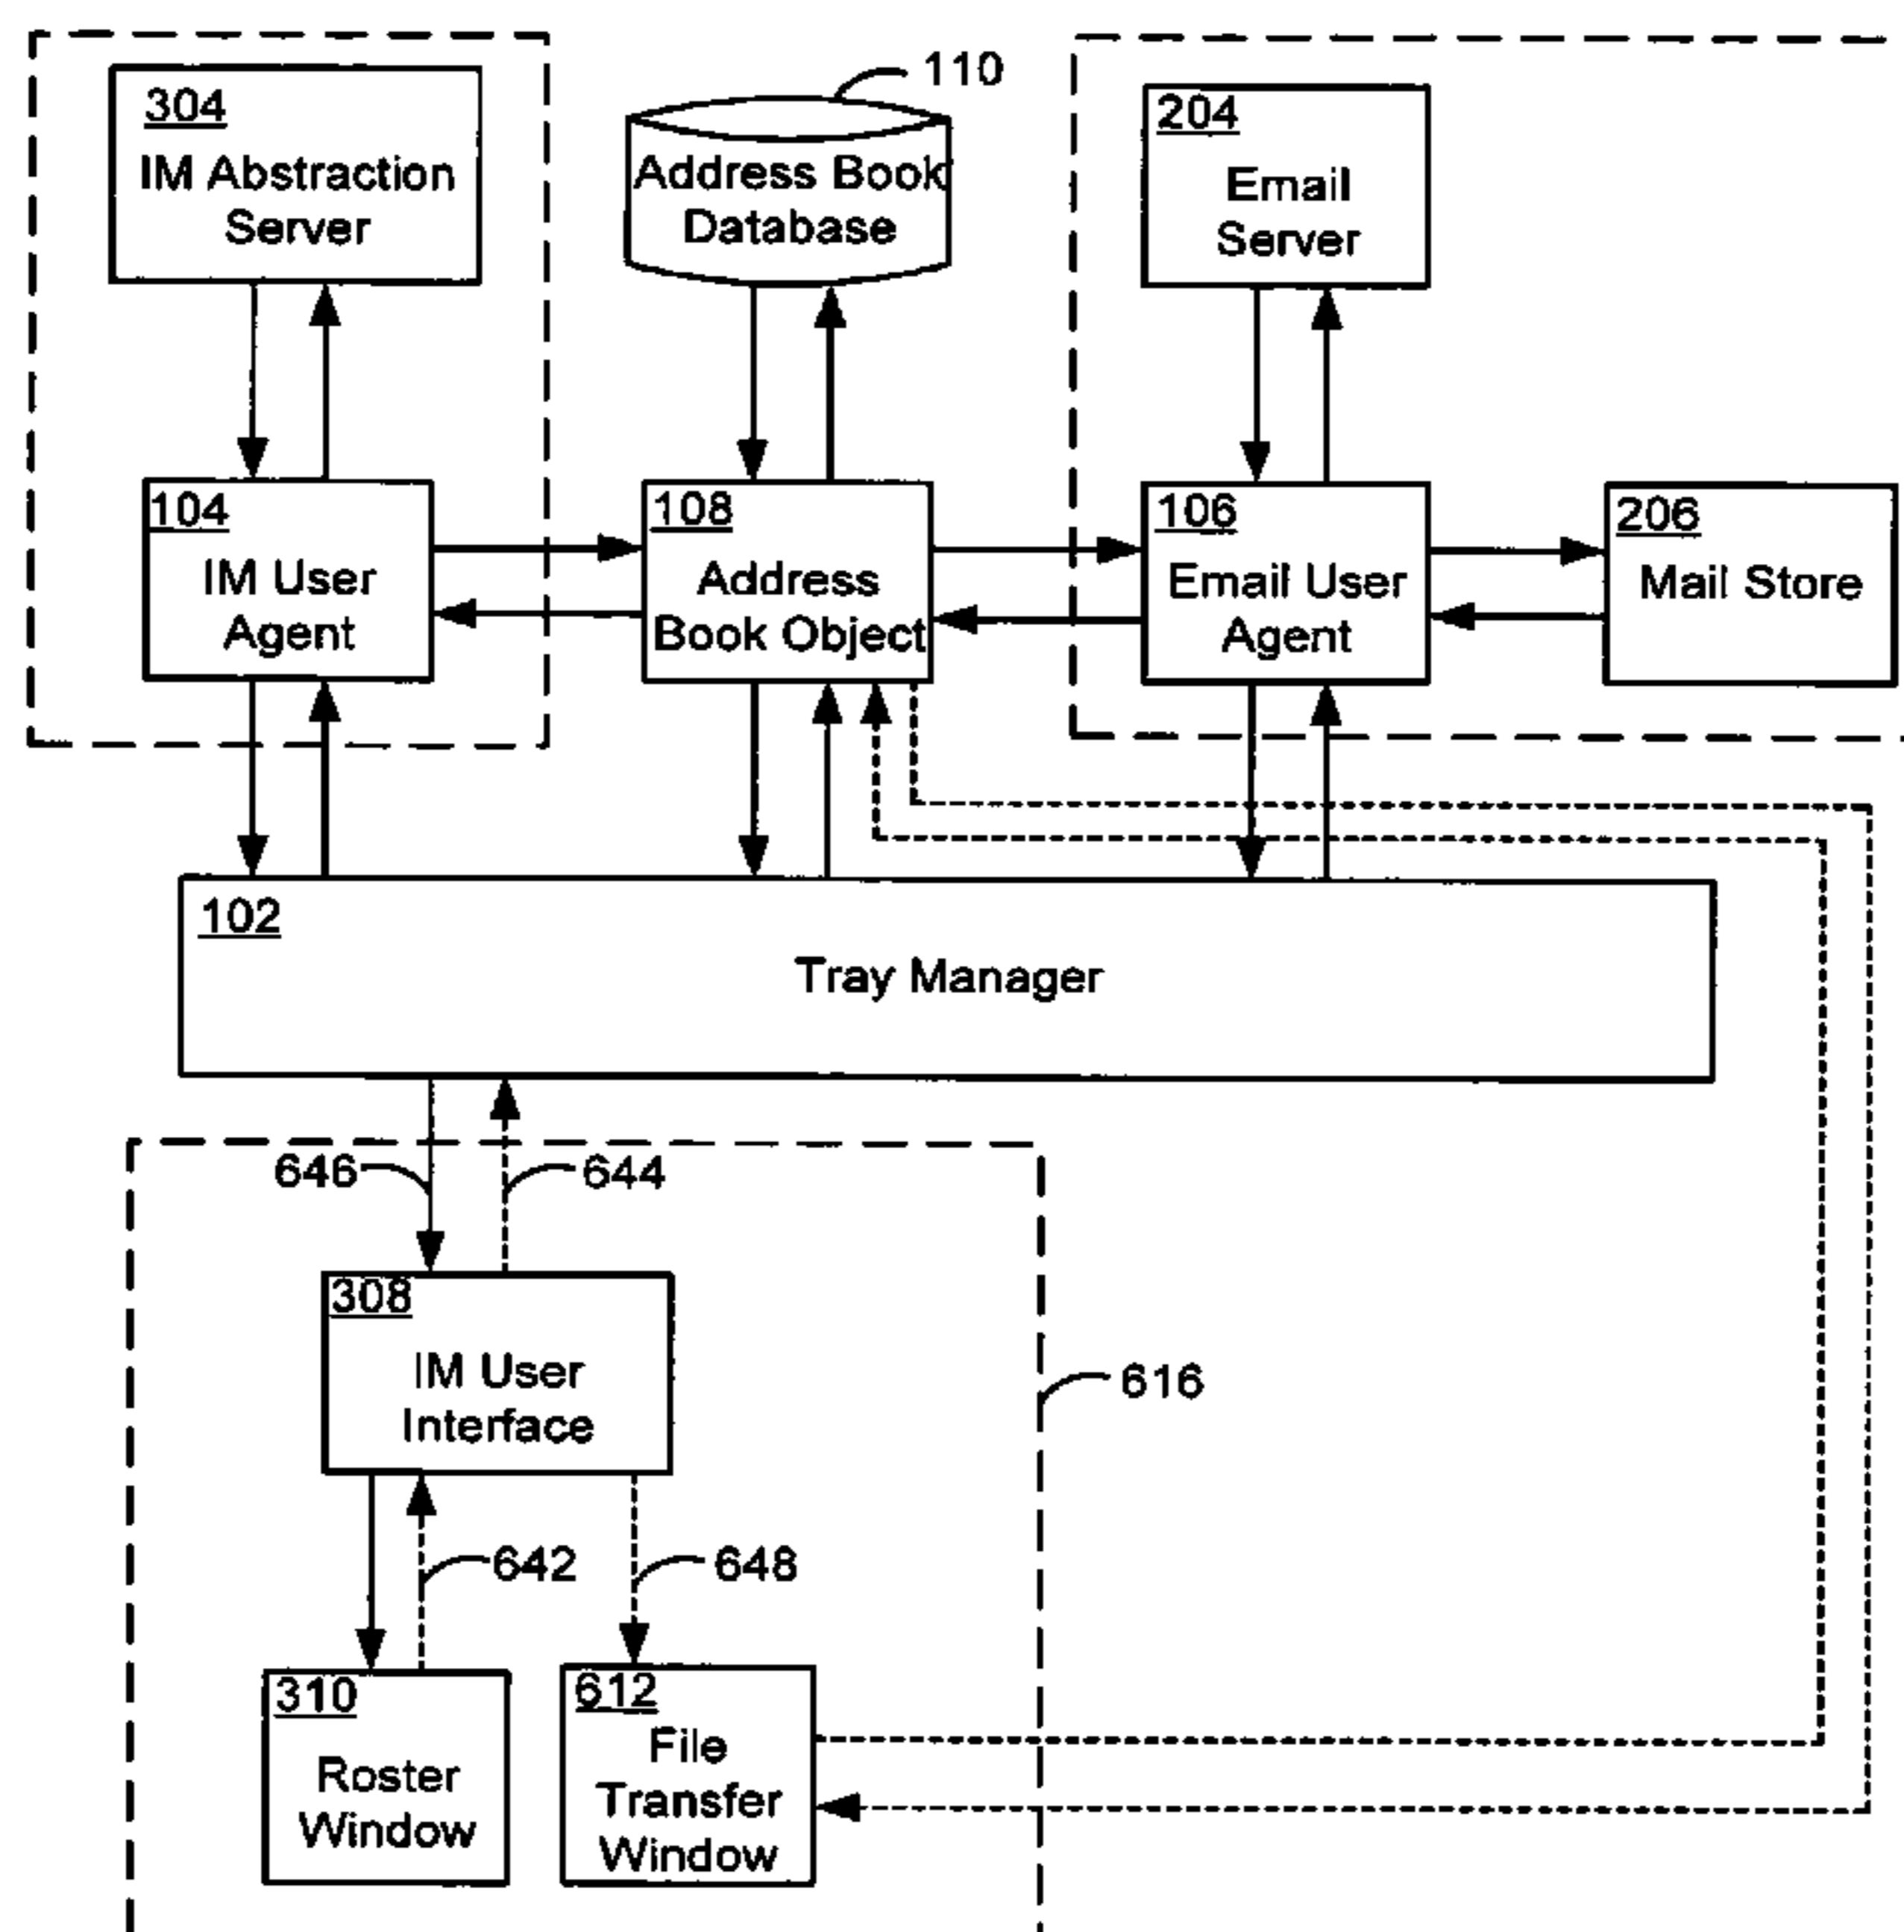 304
IM Abstraction
Server
110
Address Book
Database
204
Email
Server
104
IM User
Agent
108
Address
Book Object
106
Email User
Agent
206
Mail Store
102
Tray Manager
646
644
308
IM User
Interface
616
642
648
310
Roster
Window
612
File
Transfer
Window